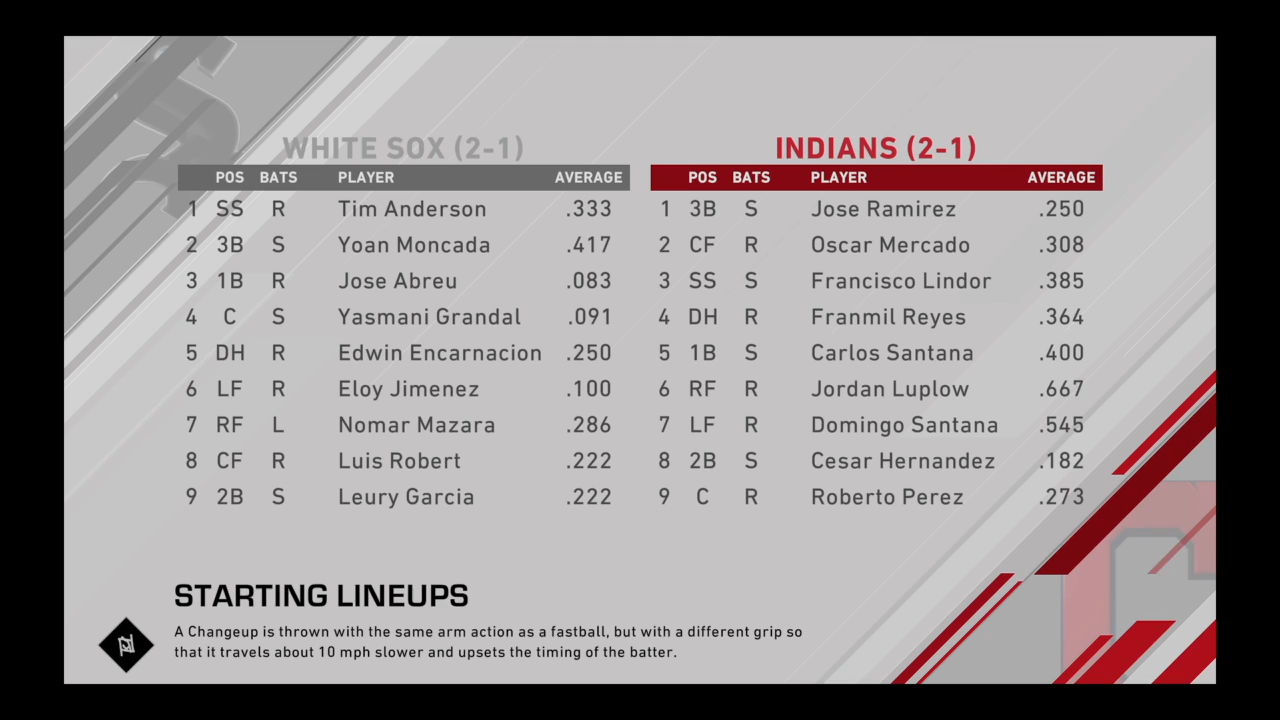 WHITE SOX (2-1)
POS BATS PLAYER AVERAGE
1 SS R Tim Anderson .333
2 3B S Yoan Moncada .417
3 1B R Jose Abreu .083
4 C S Yasmani Grandal .091
5 DH R Edwin Encarnacion .250
6 LF R Eloy Jimenez .100
7 RF L Nomar Mazara .286
8 CF R Luis Robert .222
9 2B S Leury Garcia .222
INDIANS (2-1)
POS BATS PLAYER AVERAGE
1 3B S Jose Ramirez .250
2 CF R Oscar Mercado .308
3 SS S Francisco Lindor .385
4 DH R Franmil Reyes .364
5 1B S Carlos Santana .400
6 RF R Jordan Luplow .667
7 LF R Domingo Santana .545
8 2B S Cesar Hernandez .182
9 C R Roberto Perez .273
STARTING LINEUPS
A Changeup is thrown with the same arm action as a fastball, but with a different grip so
that it travels about 10 mph slower and upsets the timing of the batter.